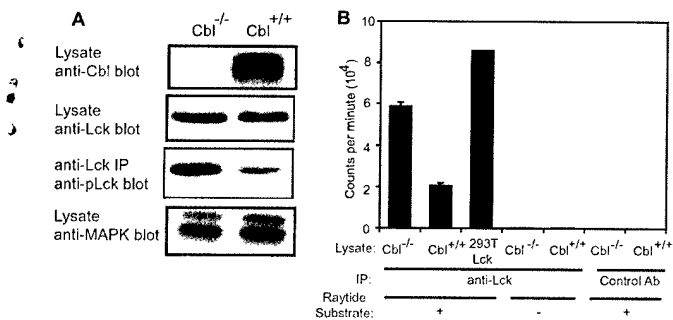 A
Cbl-/-
Cbl+/+
Lysate
anti-Cbl blot
Lysate
anti-Lck blot
anti-Lck IP
anti-pLck blot
Lysate
anti-MAPK blot
B
Counts per minute (10^4)
10
8
6
4
2
0
Lysate: Cbl-/- Cbl+/+ 293T Lck Cbl-/- Cbl+/+ Cbl-/- Cbl+/+
IP: anti-Lck Control Ab
Raytide
Substrate: + - +